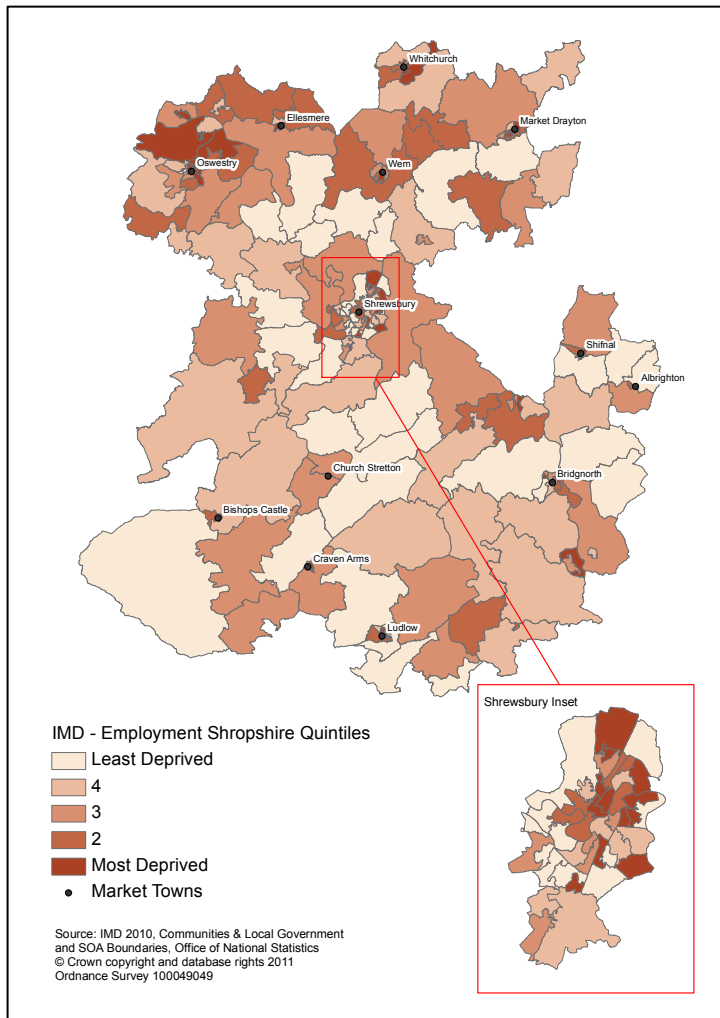 Whitchurch
Ellesmere
Market Drayton
Oswestry
Wem
Shrewsbury
Shifnal
Albrighton
Church Stretton
Bridgnorth
Bishops Castle
Craven Arms
Ludlow
Shrewsbury Inset
IMD - Employment Shropshire Quintiles
Least Deprived
4
3
2
Most Deprived
Market Towns
Source: IMD 2010, Communities & Local Government
and SOA Boundaries, Office of National Statistics
© Crown copyright and database rights 2011
Ordnance Survey 100049049